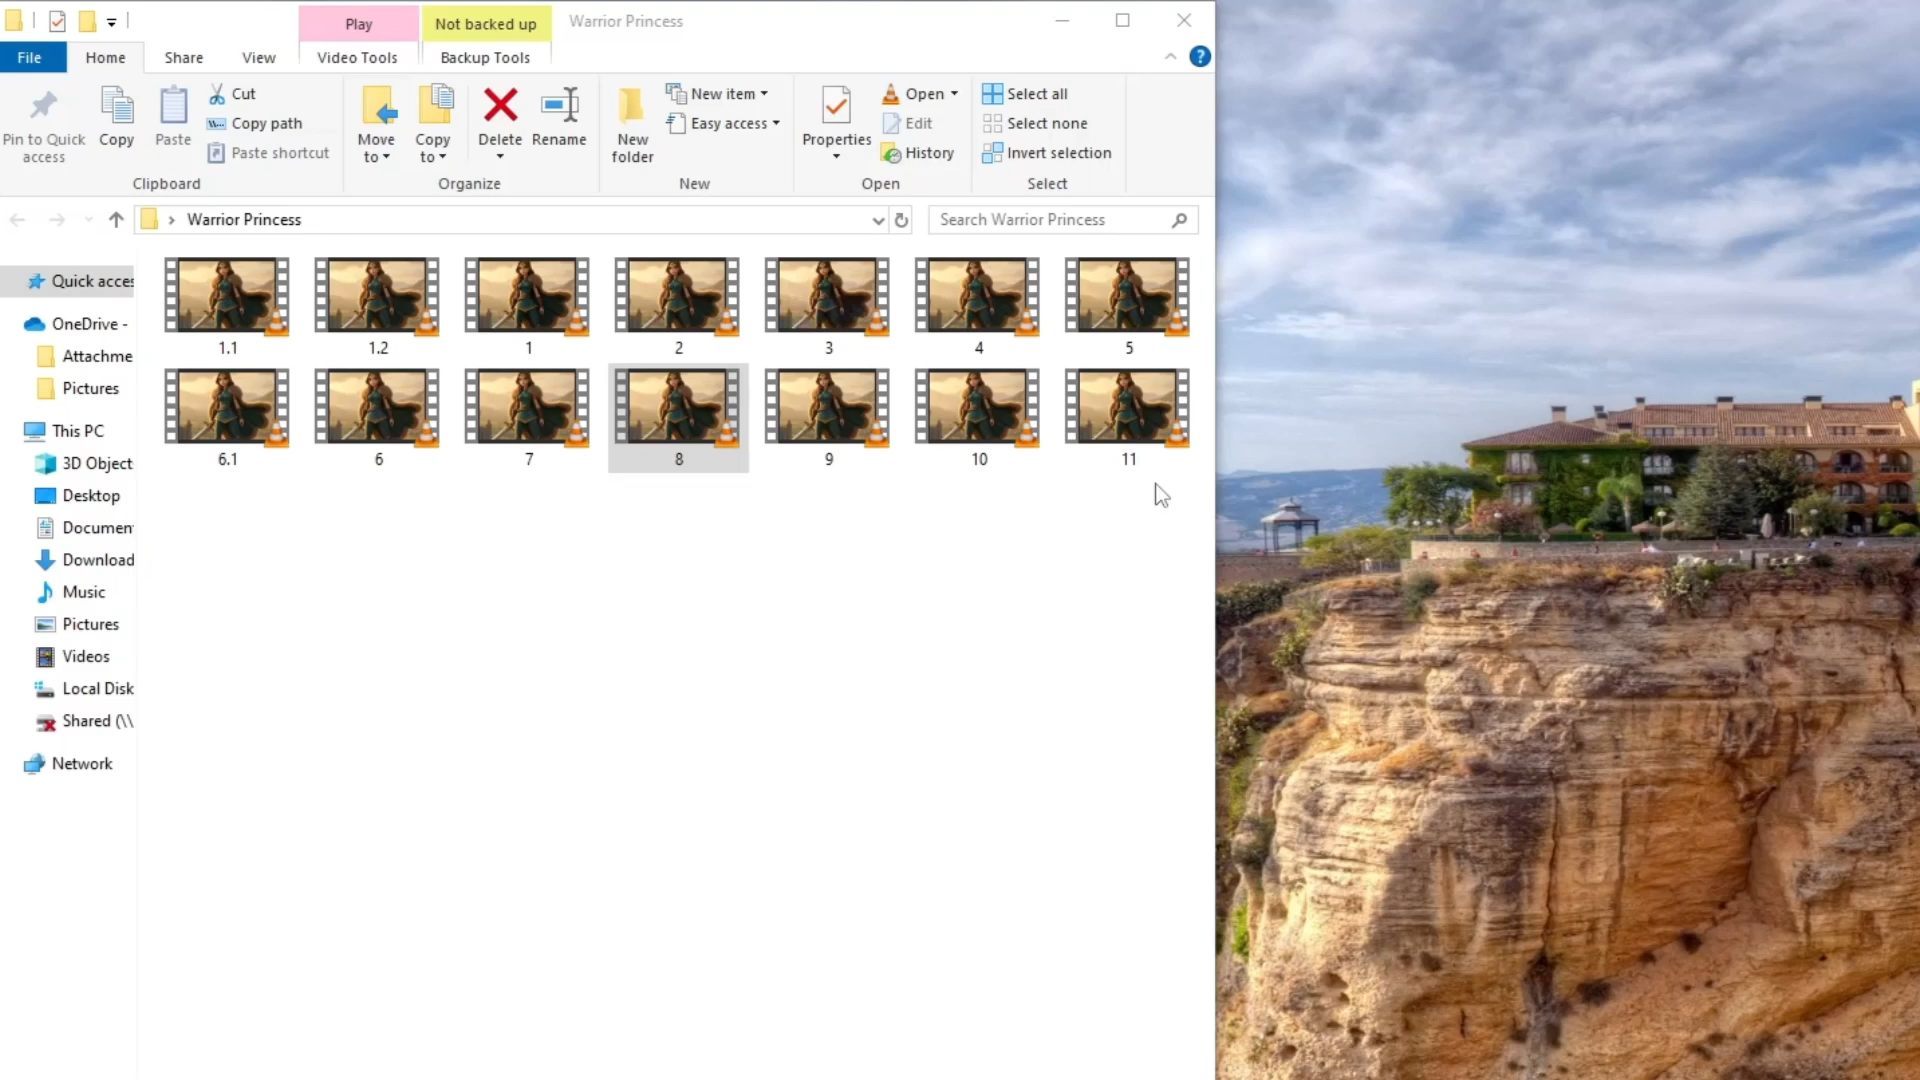 Play
Not backed up
Warrior Princess
File
Home
Share
View
Video Tools
Backup Tools
Pin to Quick access
Copy
Paste
Cut
Copy path
Paste shortcut
Clipboard
Move to
Copy to
Delete
Rename
Organize
New folder
New item
Easy access
New
Properties
Open
Edit
History
Open
Select all
Select none
Invert selection
Select
Warrior Princess
Search Warrior Princess
Quick acces
OneDrive -
Attachme
Pictures
This PC
3D Object
Desktop
Documen
Download
Music
Pictures
Videos
Local Disk
Shared (\\
Network
1.1
1.2
1
2
3
4
5
6.1
6
7
8
9
10
11